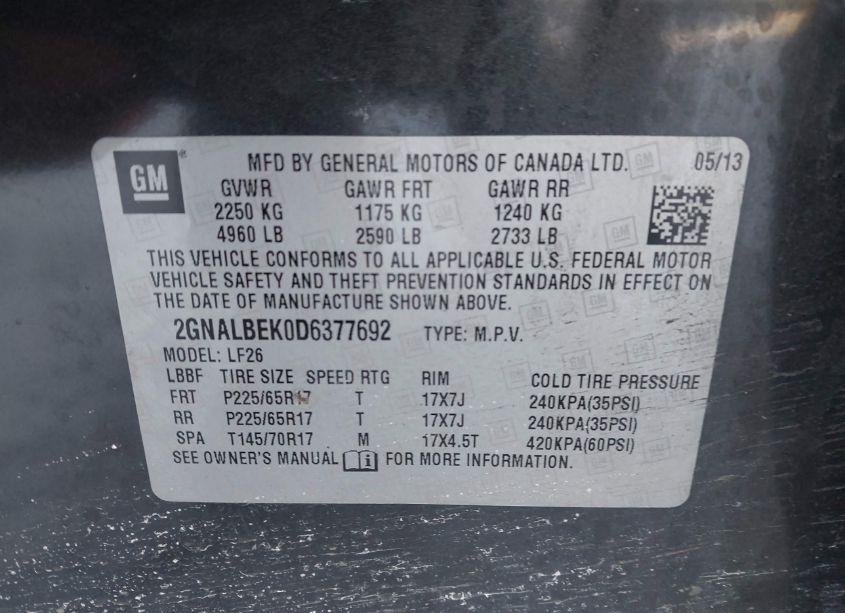 GM ® MFD BY GENERAL MOTORS OF CANADA LTD. 05/13
GVWR GAWR FRT GAWR RR
2250 KG 1175 KG 1240 KG
4960 LB 2590 LB 2733 LB
THIS VEHICLE CONFORMS TO ALL APPLICABLE U.S. FEDERAL MOTOR
VEHICLE SAFETY AND THEFT PREVENTION STANDARDS IN EFFECT ON
THE DATE OF MANUFACTURE SHOWN ABOVE.
2GNALBEK0D6377692 TYPE: M.P.V.
MODEL: LF26
LBBF TIRE SIZE SPEED RTG RIM COLD TIRE PRESSURE
FRT P225/65R17 T 17X7J 240KPA(35PSI)
RR P225/65R17 T 17X7J 240KPA(35PSI)
SPA T145/70R17 M 17X4.5T 420KPA(60PSI)
SEE OWNER'S MANUAL FOR MORE INFORMATION.